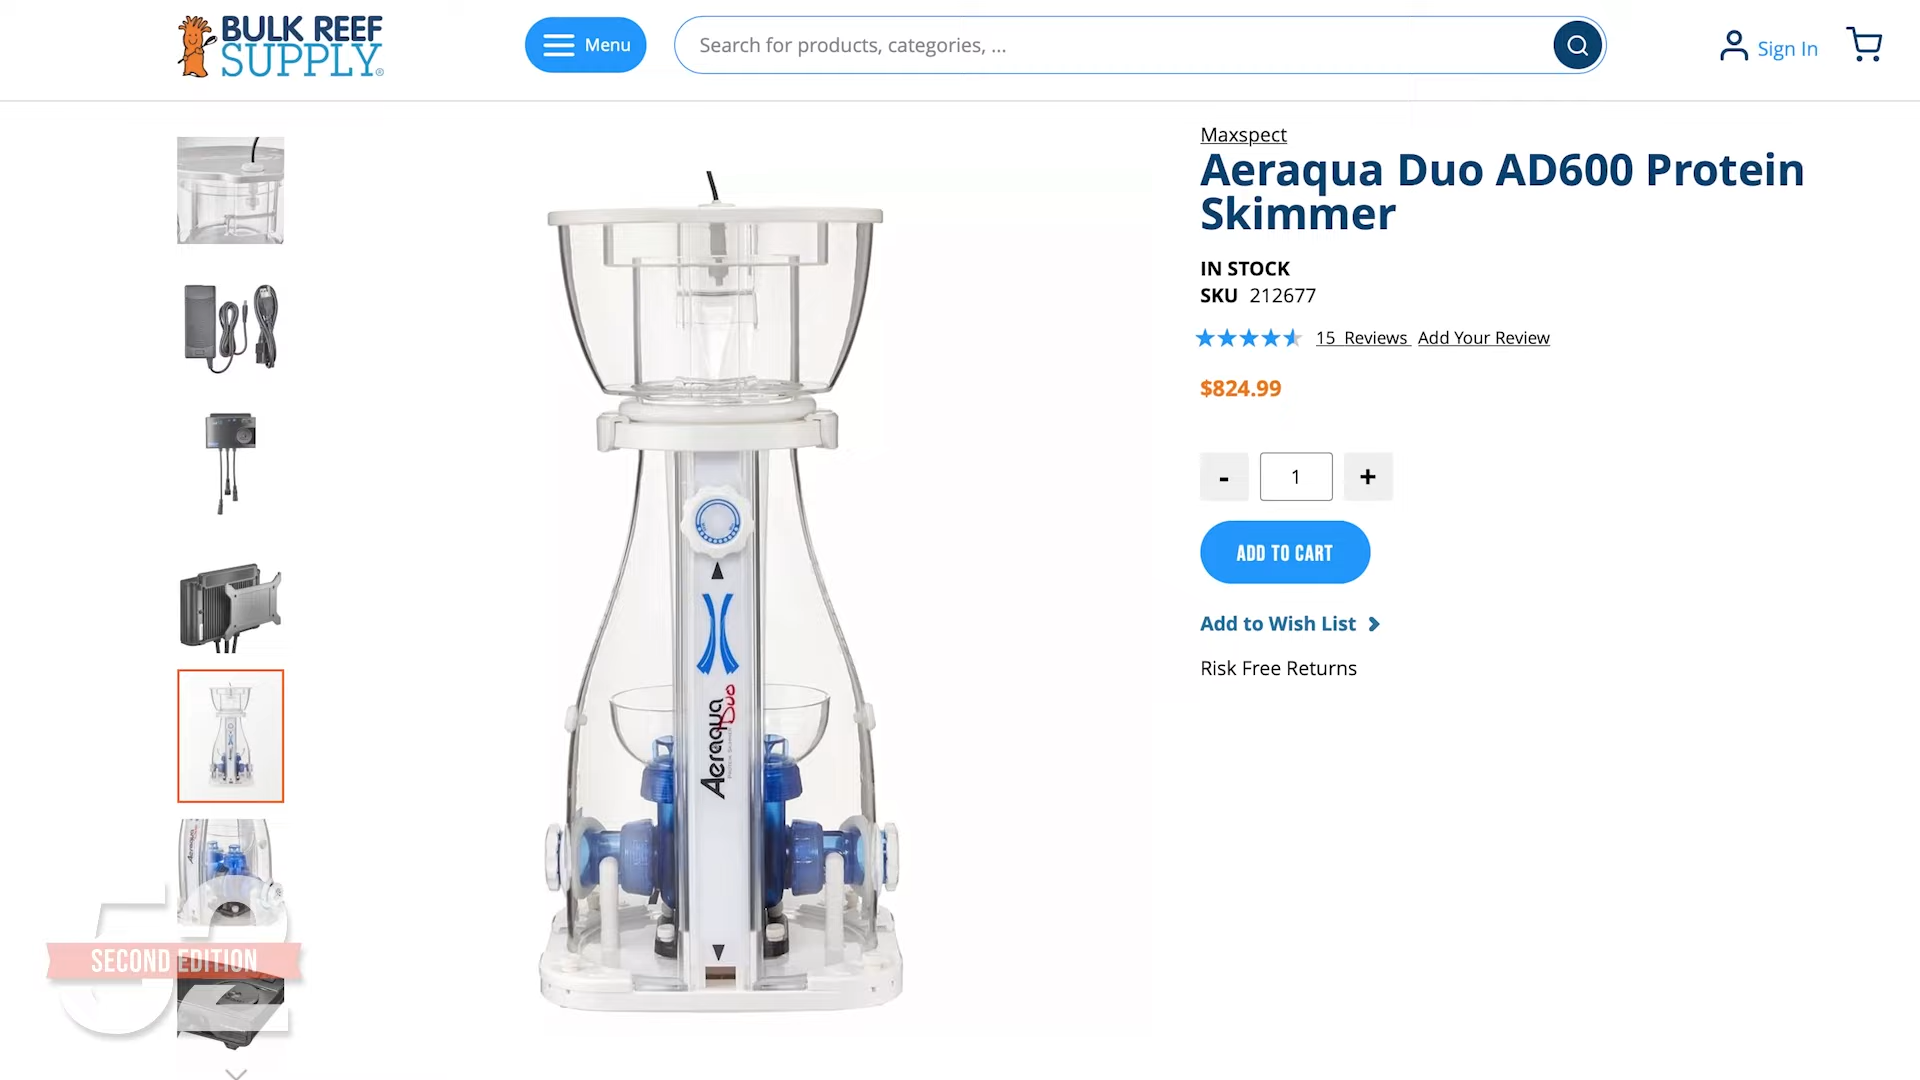 BULK REEF
SUPPLY®
Menu
Search for products, categories, ...
Sign In
Maxspect
Aeraqua Duo AD600 Protein
Skimmer
IN STOCK
SKU 212677
15 Reviews Add Your Review
$824.99
- 1 +
ADD TO CART
Add to Wish List
Risk Free Returns
Aeraqua
Duo
52
SECOND EDITION